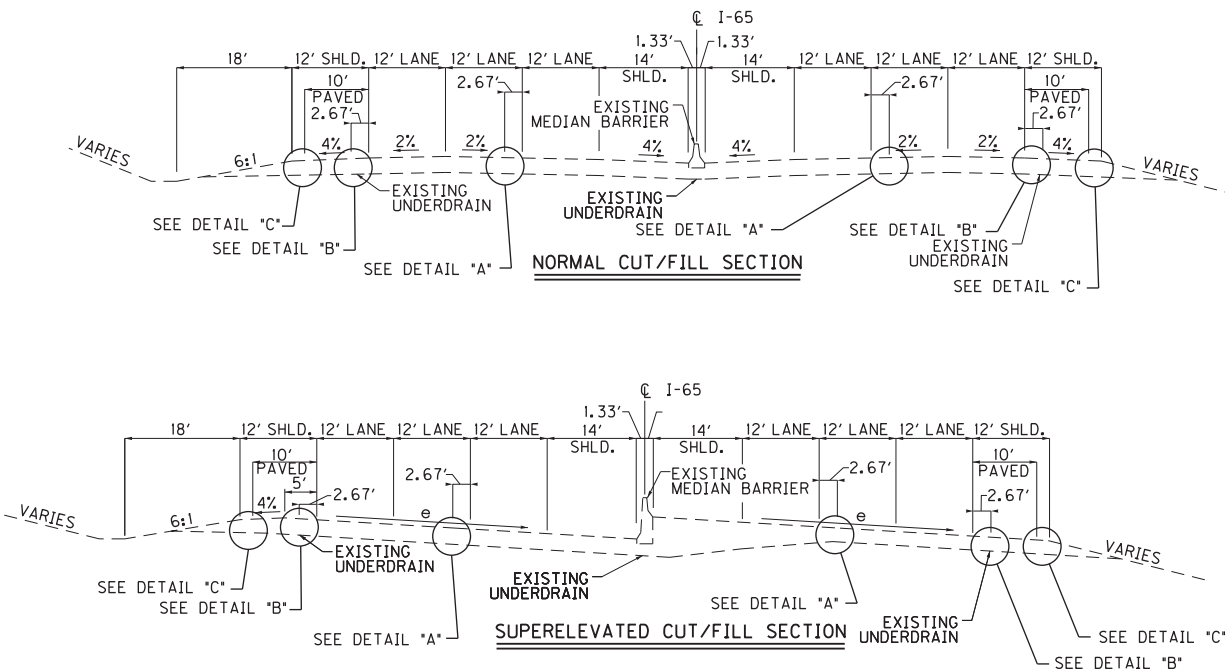 ℄ I-65
1.33' 1.33'
18' 12' SHLD. 12' LANE 12' LANE 12' LANE 14' SHLD. 14' SHLD. 12' LANE 12' LANE 12' LANE 12' SHLD.
10' PAVED
2.67'
2.67'
2.67'
10' PAVED
2.67'
EXISTING
MEDIAN BARRIER
VARIES
6:1
4%
2%
2%
4%
4%
2%
2%
4%
VARIES
EXISTING
UNDERDRAIN
EXISTING
UNDERDRAIN
SEE DETAIL "C"
SEE DETAIL "B"
SEE DETAIL "A"
SEE DETAIL "A"
SEE DETAIL "B"
EXISTING
UNDERDRAIN
SEE DETAIL "C"
NORMAL CUT/FILL SECTION
℄ I-65
1.33'
18' 12' SHLD. 12' LANE 12' LANE 12' LANE 14' SHLD. 14' SHLD. 12' LANE 12' LANE 12' LANE 12' SHLD.
10' PAVED
5'
2.67'
2.67'
2.67'
10' PAVED
2.67'
EXISTING
MEDIAN BARRIER
VARIES
6:1
4%
e
e
VARIES
EXISTING
UNDERDRAIN
EXISTING
UNDERDRAIN
EXISTING
UNDERDRAIN
SEE DETAIL "C"
SEE DETAIL "B"
SEE DETAIL "A"
SEE DETAIL "A"
SEE DETAIL "C"
SEE DETAIL "B"
SUPERELEVATED CUT/FILL SECTION